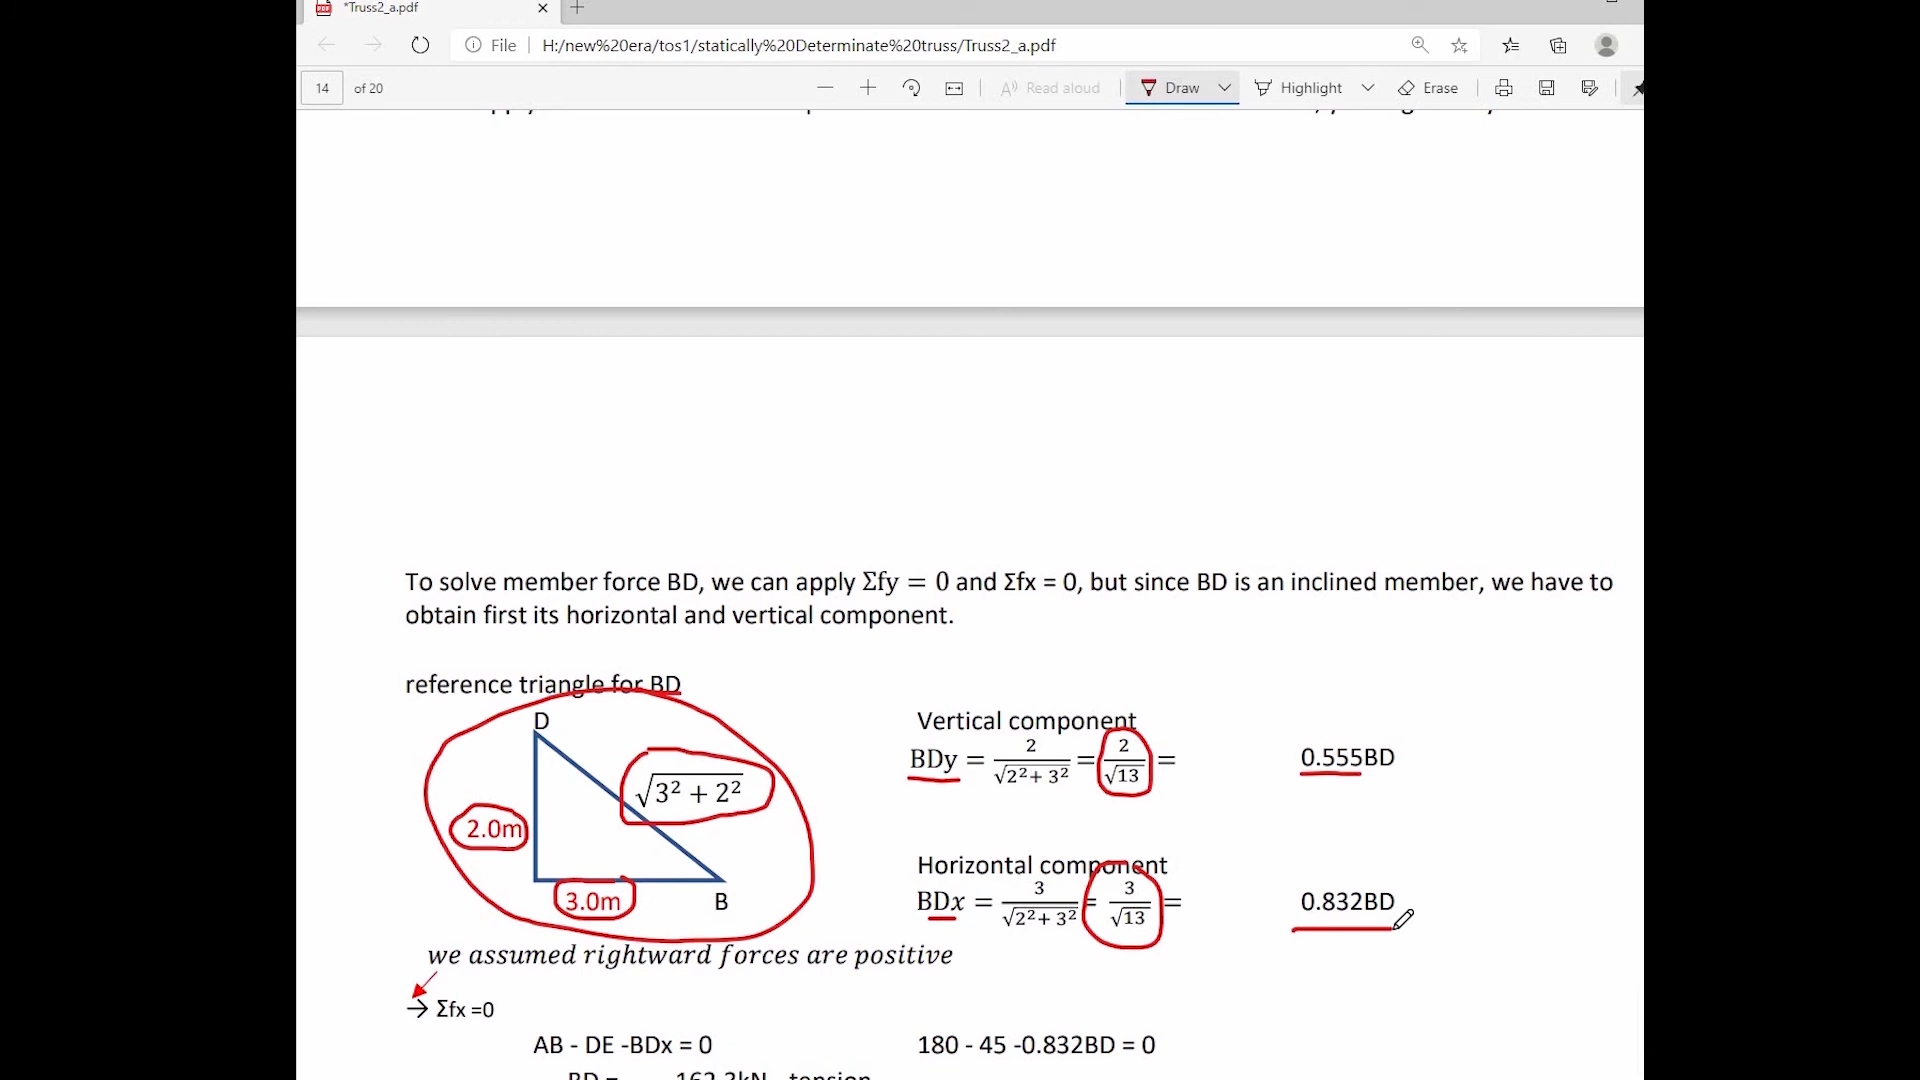 *Truss2_a.pdf
File
H:/new%20era/tos1/statically%20Determinate%20truss/Truss2_a.pdf
14 of 20
Read aloud
Draw
Highlight
Erase
To solve member force BD, we can apply Σfy = 0 and Σfx = 0, but since BD is an inclined member, we have to
obtain first its horizontal and vertical component.
reference triangle for BD
D
√3² + 2²
2.0m
3.0m
B
Vertical component
BDy = 2/√2²+ 3² = 2/√13 = 0.555BD
Horizontal component
BDx = 3/√2²+ 3² = 3/√13 = 0.832BD
we assumed rightward forces are positive
→ Σfx =0
AB - DE -BDx = 0 180 - 45 -0.832BD = 0
BD = 162.3kN - tension